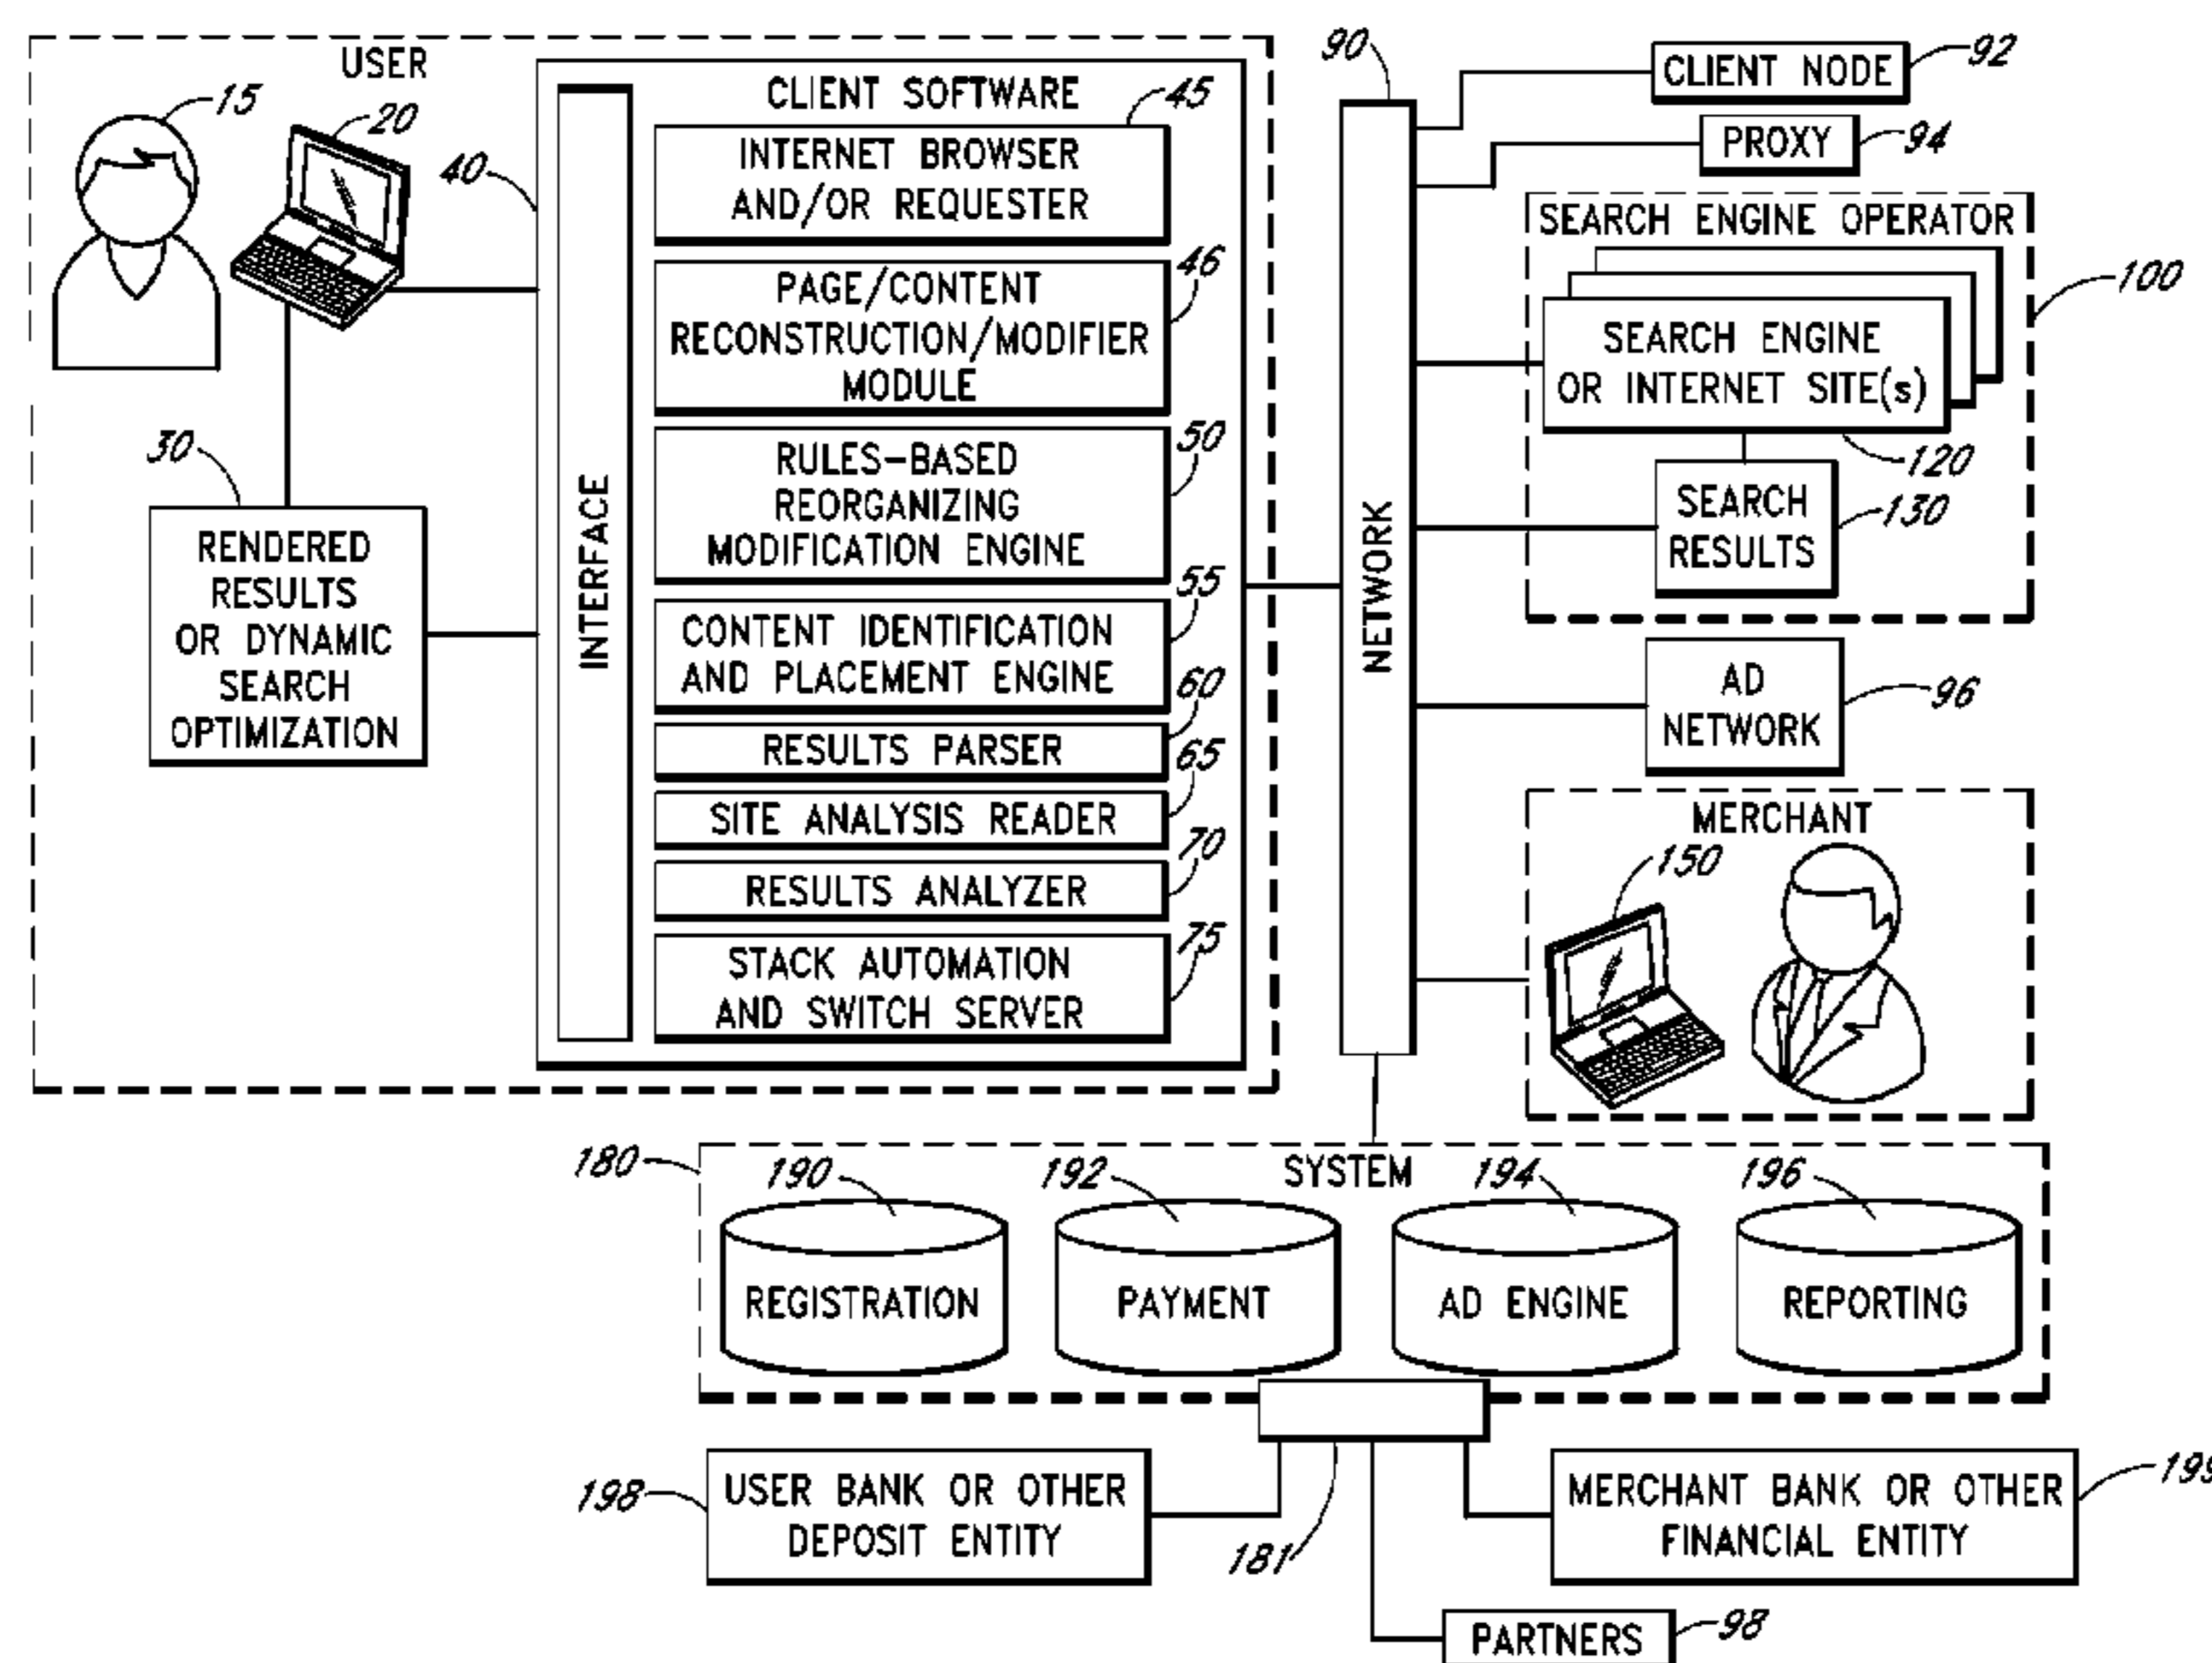 USER
15
20
40
30
RENDERED
RESULTS
OR DYNAMIC
SEARCH
OPTIMIZATION
CLIENT SOFTWARE
INTERFACE
45
INTERNET BROWSER
AND/OR REQUESTER
46
PAGE/CONTENT
RECONSTRUCTION/MODIFIER
MODULE
50
RULES-BASED
REORGANIZING
MODIFICATION ENGINE
55
CONTENT IDENTIFICATION
AND PLACEMENT ENGINE
60
RESULTS PARSER
65
SITE ANALYSIS READER
70
RESULTS ANALYZER
75
STACK AUTOMATION
AND SWITCH SERVER
90
NETWORK
CLIENT NODE
92
PROXY
94
SEARCH ENGINE OPERATOR
100
SEARCH ENGINE
OR INTERNET SITE(s)
120
SEARCH
RESULTS
130
AD
NETWORK
96
MERCHANT
150
180
SYSTEM
190
REGISTRATION
192
PAYMENT
194
AD ENGINE
196
REPORTING
181
198
USER BANK OR OTHER
DEPOSIT ENTITY
MERCHANT BANK OR OTHER
FINANCIAL ENTITY
199
PARTNERS
98